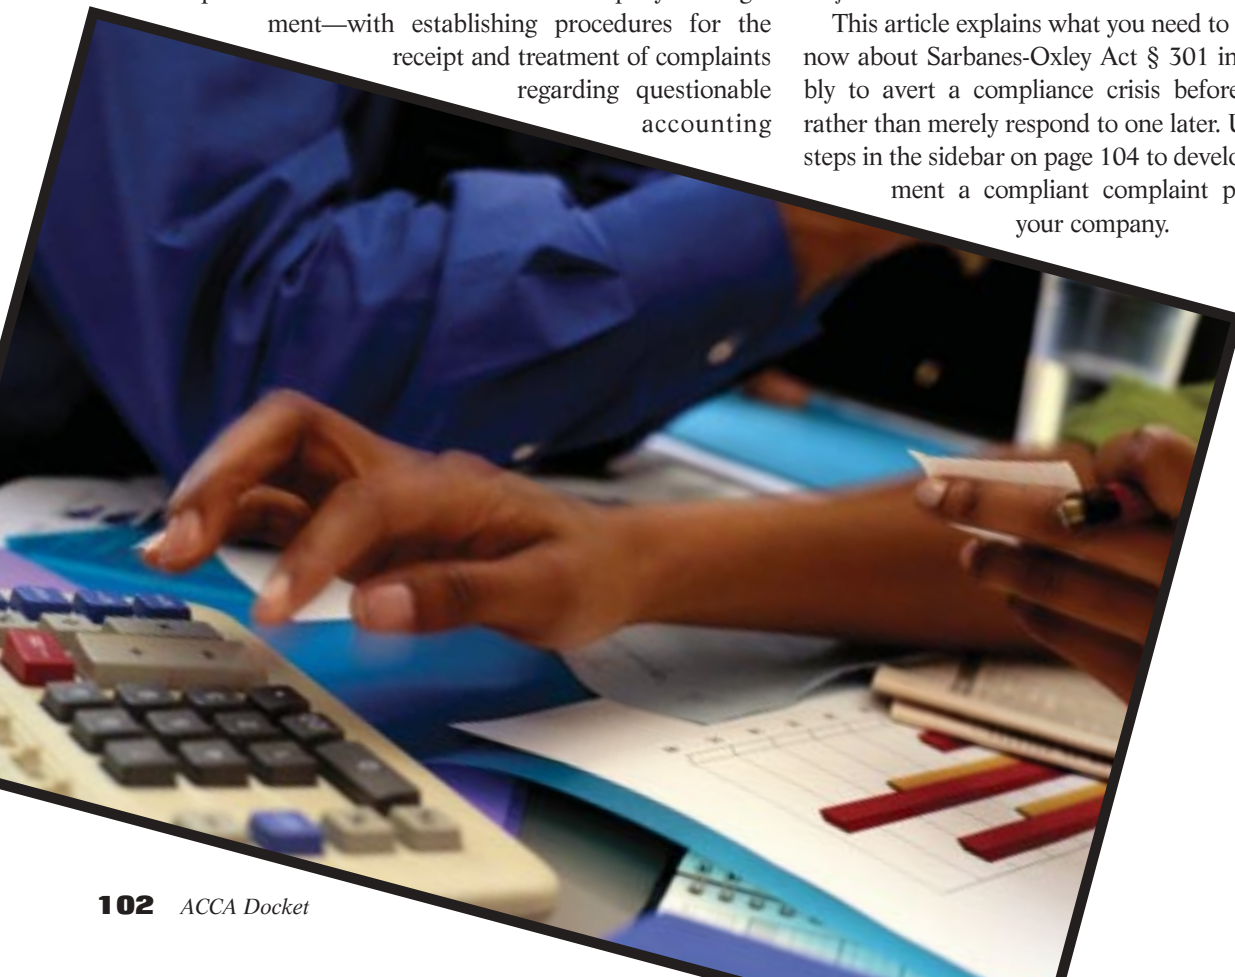 ment—with establishing procedures for the
receipt and treatment of complaints
regarding questionable
accounting
This article explains what you need to
now about Sarbanes-Oxley Act § 301 in
bly to avert a compliance crisis before
rather than merely respond to one later. U
steps in the sidebar on page 104 to develo
ment a compliant complaint p
your company.
102 ACCA Docket